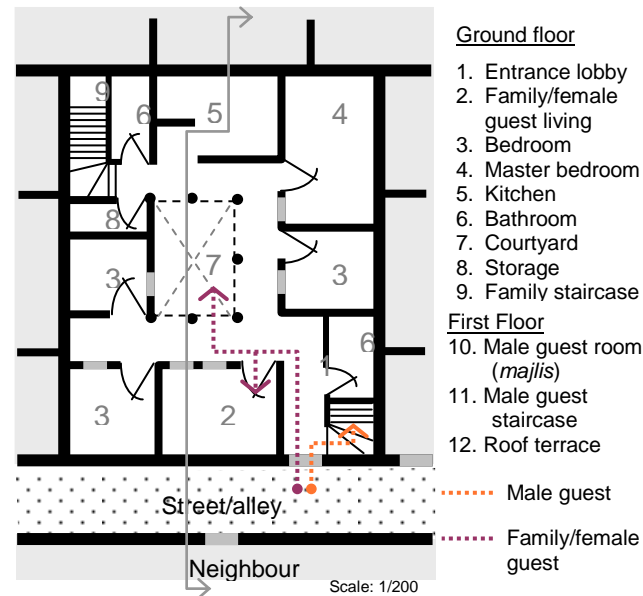 9
6
5
4
8
7
3
3
6
1
3
2
Street/alley
Neighbour
Scale: 1/200
Ground floor
1. Entrance lobby
2. Family/female
guest living
3. Bedroom
4. Master bedroom
5. Kitchen
6. Bathroom
7. Courtyard
8. Storage
9. Family staircase
First Floor
10. Male guest room
(majlis)
11. Male guest
staircase
12. Roof terrace
Male guest
Family/female
guest